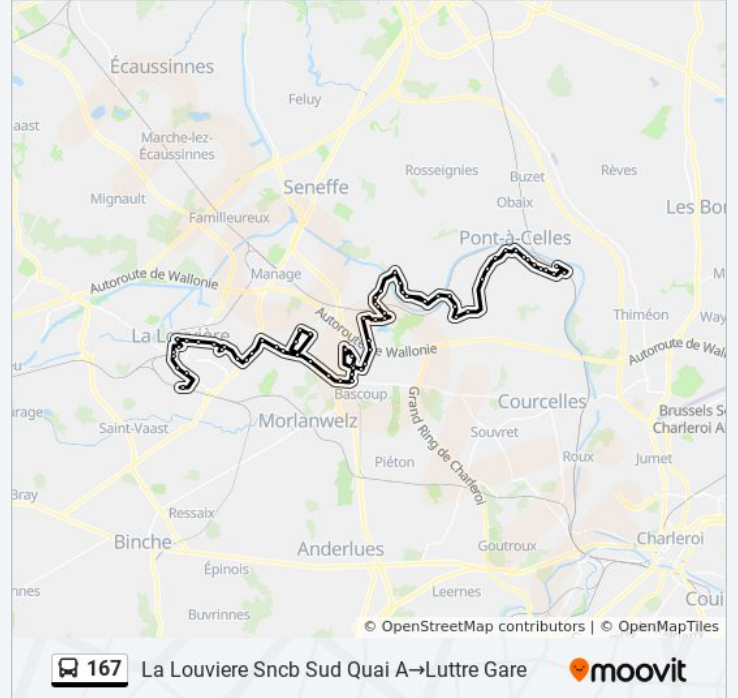 Écaussinnes
Feluy
aast
Marche-lez-
Écaussinnes
Rosseignies
Buzet
Rèves
Seneffe
Mignault
Obaix
Les Bo
Familleureux
Pont-à-Celles
Autoroute de Wallonie
Manage
M
Autoroute de Wallonie
Thiméon
Way
La Louvière
Autoroute de Wal
u
Bascoup
Courcelles
arage
Morlanwelz
Grand Ring de Charleroi
Brussels S
Saint-Vaast
Charleroi A
Souvret
Piéton
Roux
Jumet
Bray
Ressaix
Binche
Anderlues
Goutroux
Charleroi
Épinois
nnes
Leernes
Coui
Buvrinnes
© OpenStreetMap contributors | © OpenMapTiles
167 La Louviere Sncb Sud Quai A→Luttre Gare moovit